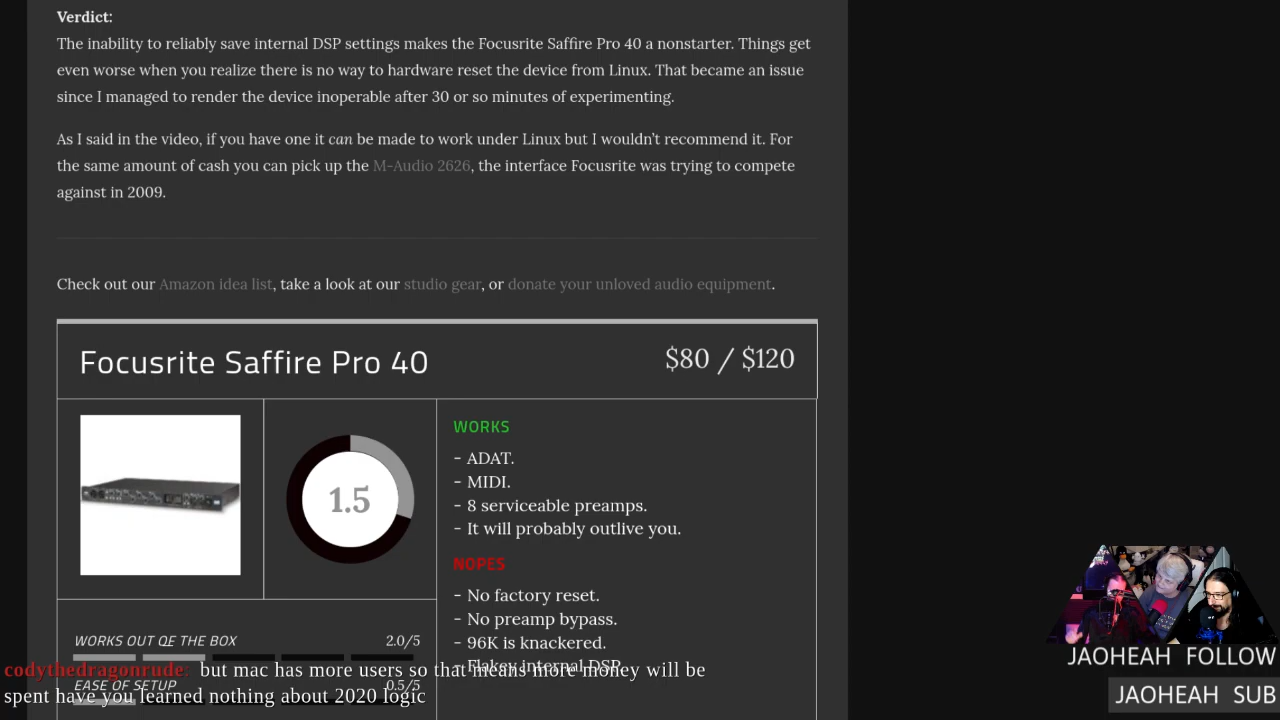 Verdict:
The inability to reliably save internal DSP settings makes the Focusrite Saffire Pro 40 a nonstarter. Things get
even worse when you realize there is no way to hardware reset the device from Linux. That became an issue
since I managed to render the device inoperable after 30 or so minutes of experimenting.
As I said in the video, if you have one it can be made to work under Linux but I wouldn't recommend it. For
the same amount of cash you can pick up the M-Audio 2626, the interface Focusrite was trying to compete
against in 2009.
Check out our Amazon idea list, take a look at our studio gear, or donate your unloved audio equipment.
Focusrite Saffire Pro 40
$80 / $120
1.5
WORKS
- ADAT.
- MIDI.
- 8 serviceable preamps.
- It will probably outlive you.
NOPES
- No factory reset.
- No preamp bypass.
- 96K is knackered.
- Flakey internal DSP.
WORKS OUT OF THE BOX 2.0/5
EASE OF SETUP 0.5/5
codythedragonrude: but mac has more users so that means more money will be
spent have you learned nothing about 2020 logic
JAOHEAH FOLLOW
JAOHEAH SUB